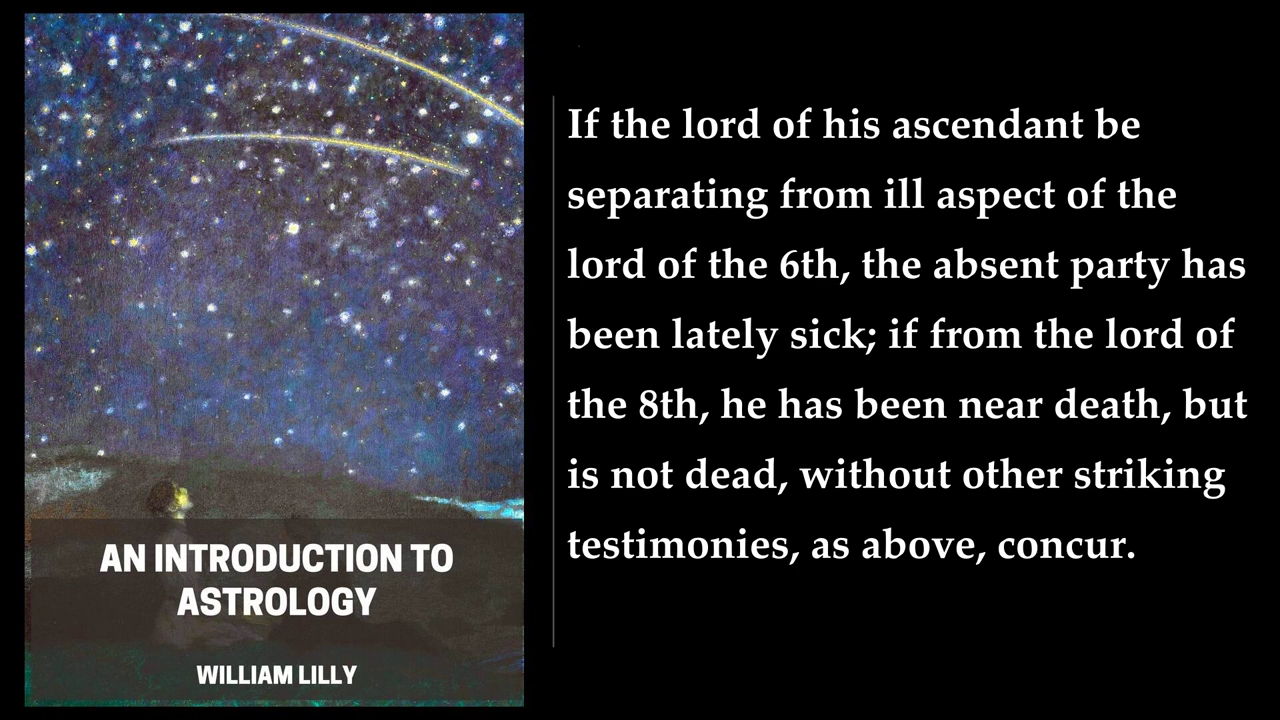 AN INTRODUCTION TO
ASTROLOGY
WILLIAM LILLY
If the lord of his ascendant be
separating from ill aspect of the
lord of the 6th, the absent party has
been lately sick; if from the lord of
the 8th, he has been near death, but
is not dead, without other striking
testimonies, as above, concur.